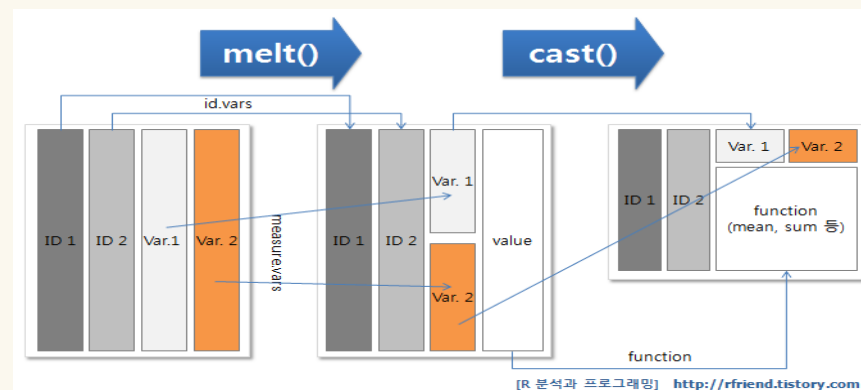 melt()
cast()
id.vars
ID 1
ID 2
Var.1
Var. 2
measure.vars
ID 1
ID 2
Var. 1
Var. 2
value
ID 1
ID 2
Var. 1
Var. 2
function
(mean, sum 등)
function
[R 분석과 프로그래밍] http://rfriend.tistory.com